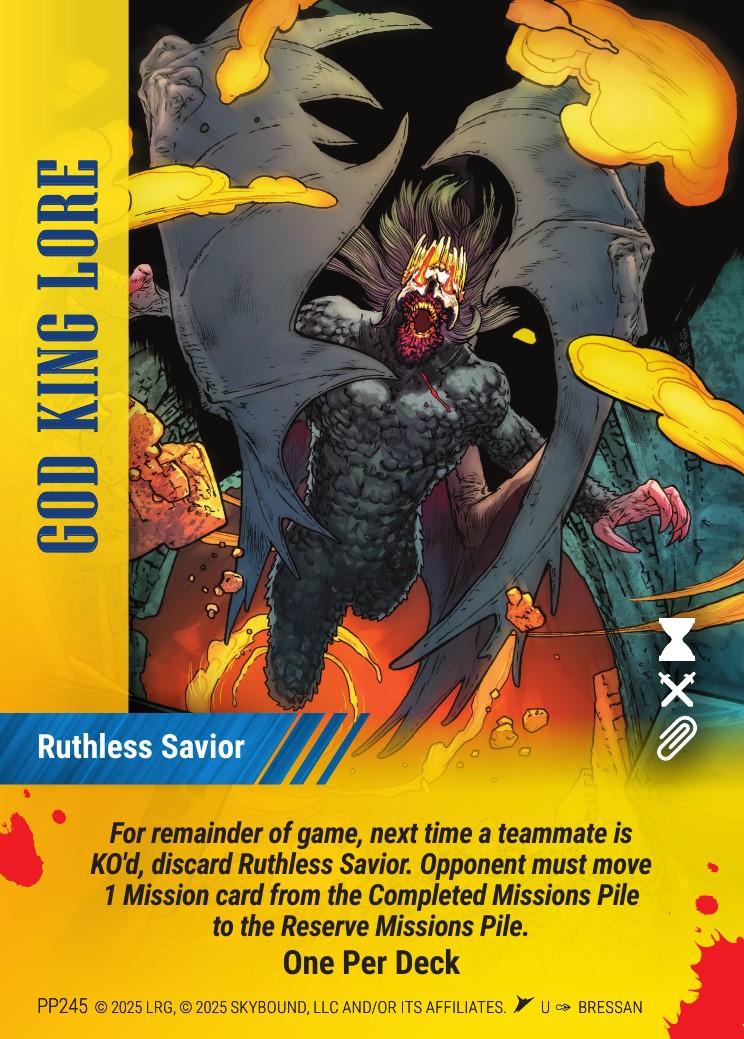 GOD KING LORE
Ruthless Savior
For remainder of game, next time a teammate is
KO'd, discard Ruthless Savior. Opponent must move
1 Mission card from the Completed Missions Pile
to the Reserve Missions Pile.
One Per Deck
PP245 © 2025 LRG, © 2025 SKYBOUND, LLC AND/OR ITS AFFILIATES. U BRESSAN